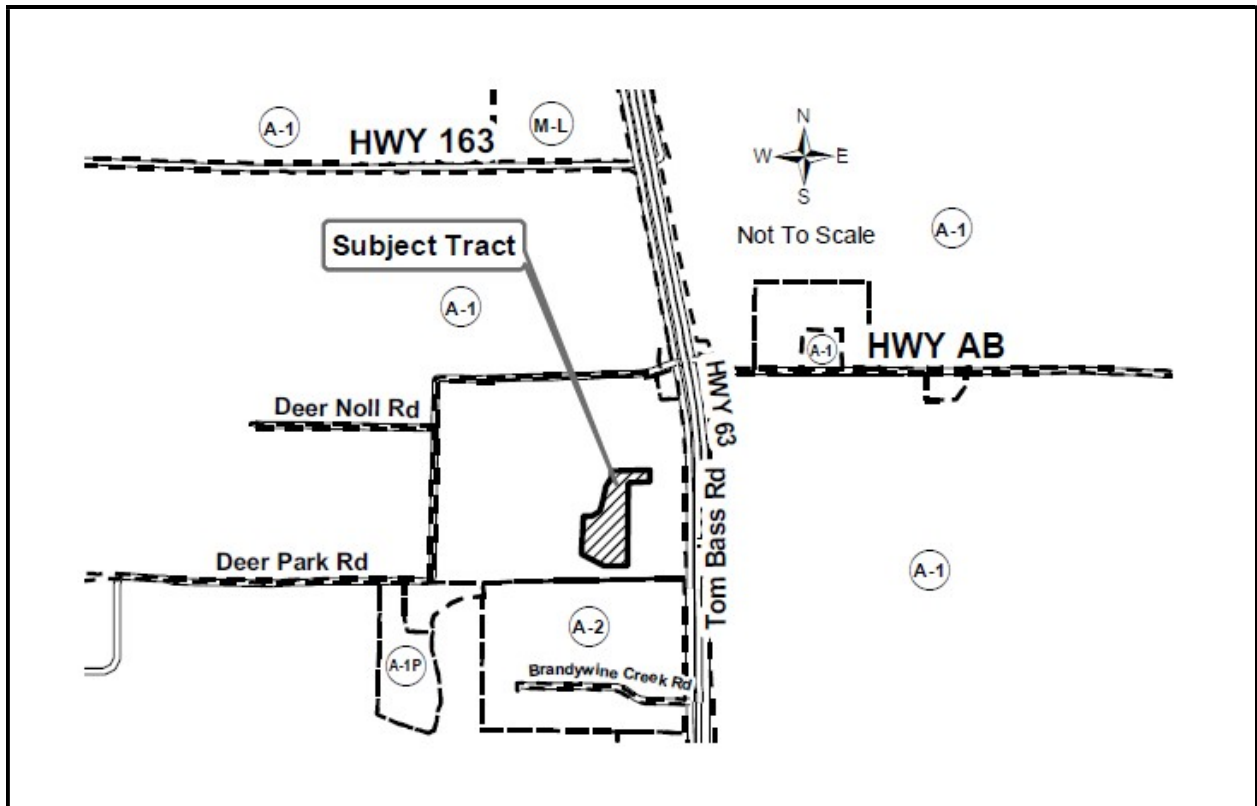 A-1
HWY 163
M-L
N
W E
S
Subject Tract
Not To Scale
A-1
A-1
A-1
HWY AB
HWY 63
Deer Noll Rd
Tom Bass Rd
Deer Park Rd
A-1
A-2
A-1P
Brandywine Creek Rd